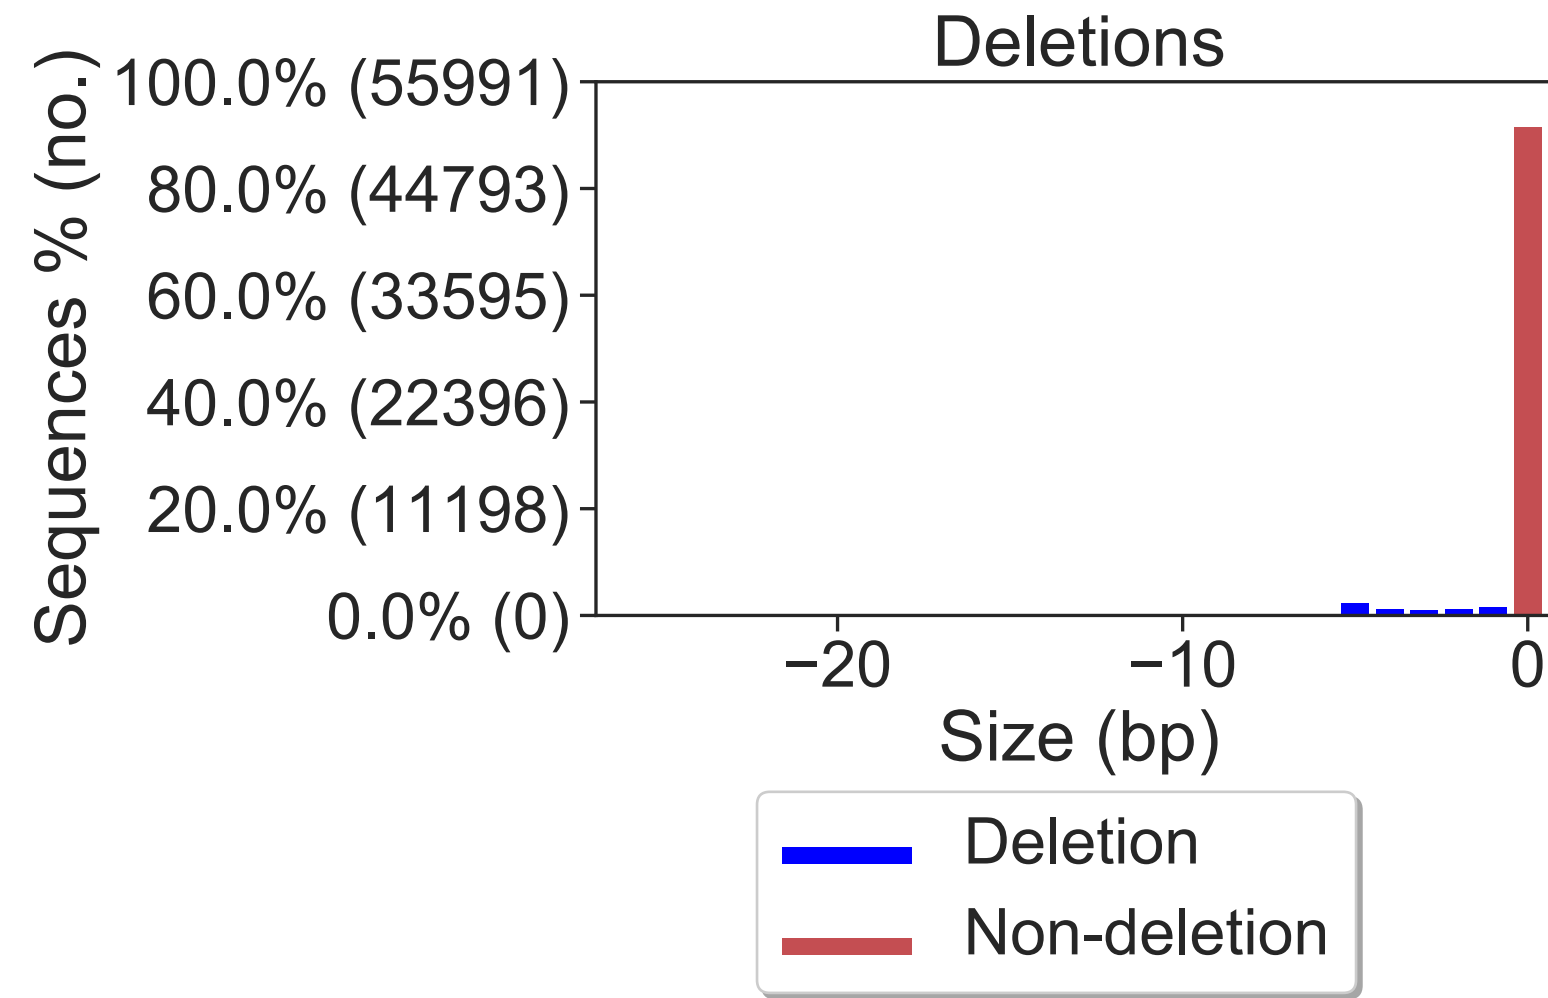 Deletions
Sequences % (no.)
100.0% (55991)
80.0% (44793)
60.0% (33595)
40.0% (22396)
20.0% (11198)
0.0% (0)
−20 −10 0
Size (bp)
Deletion
Non-deletion